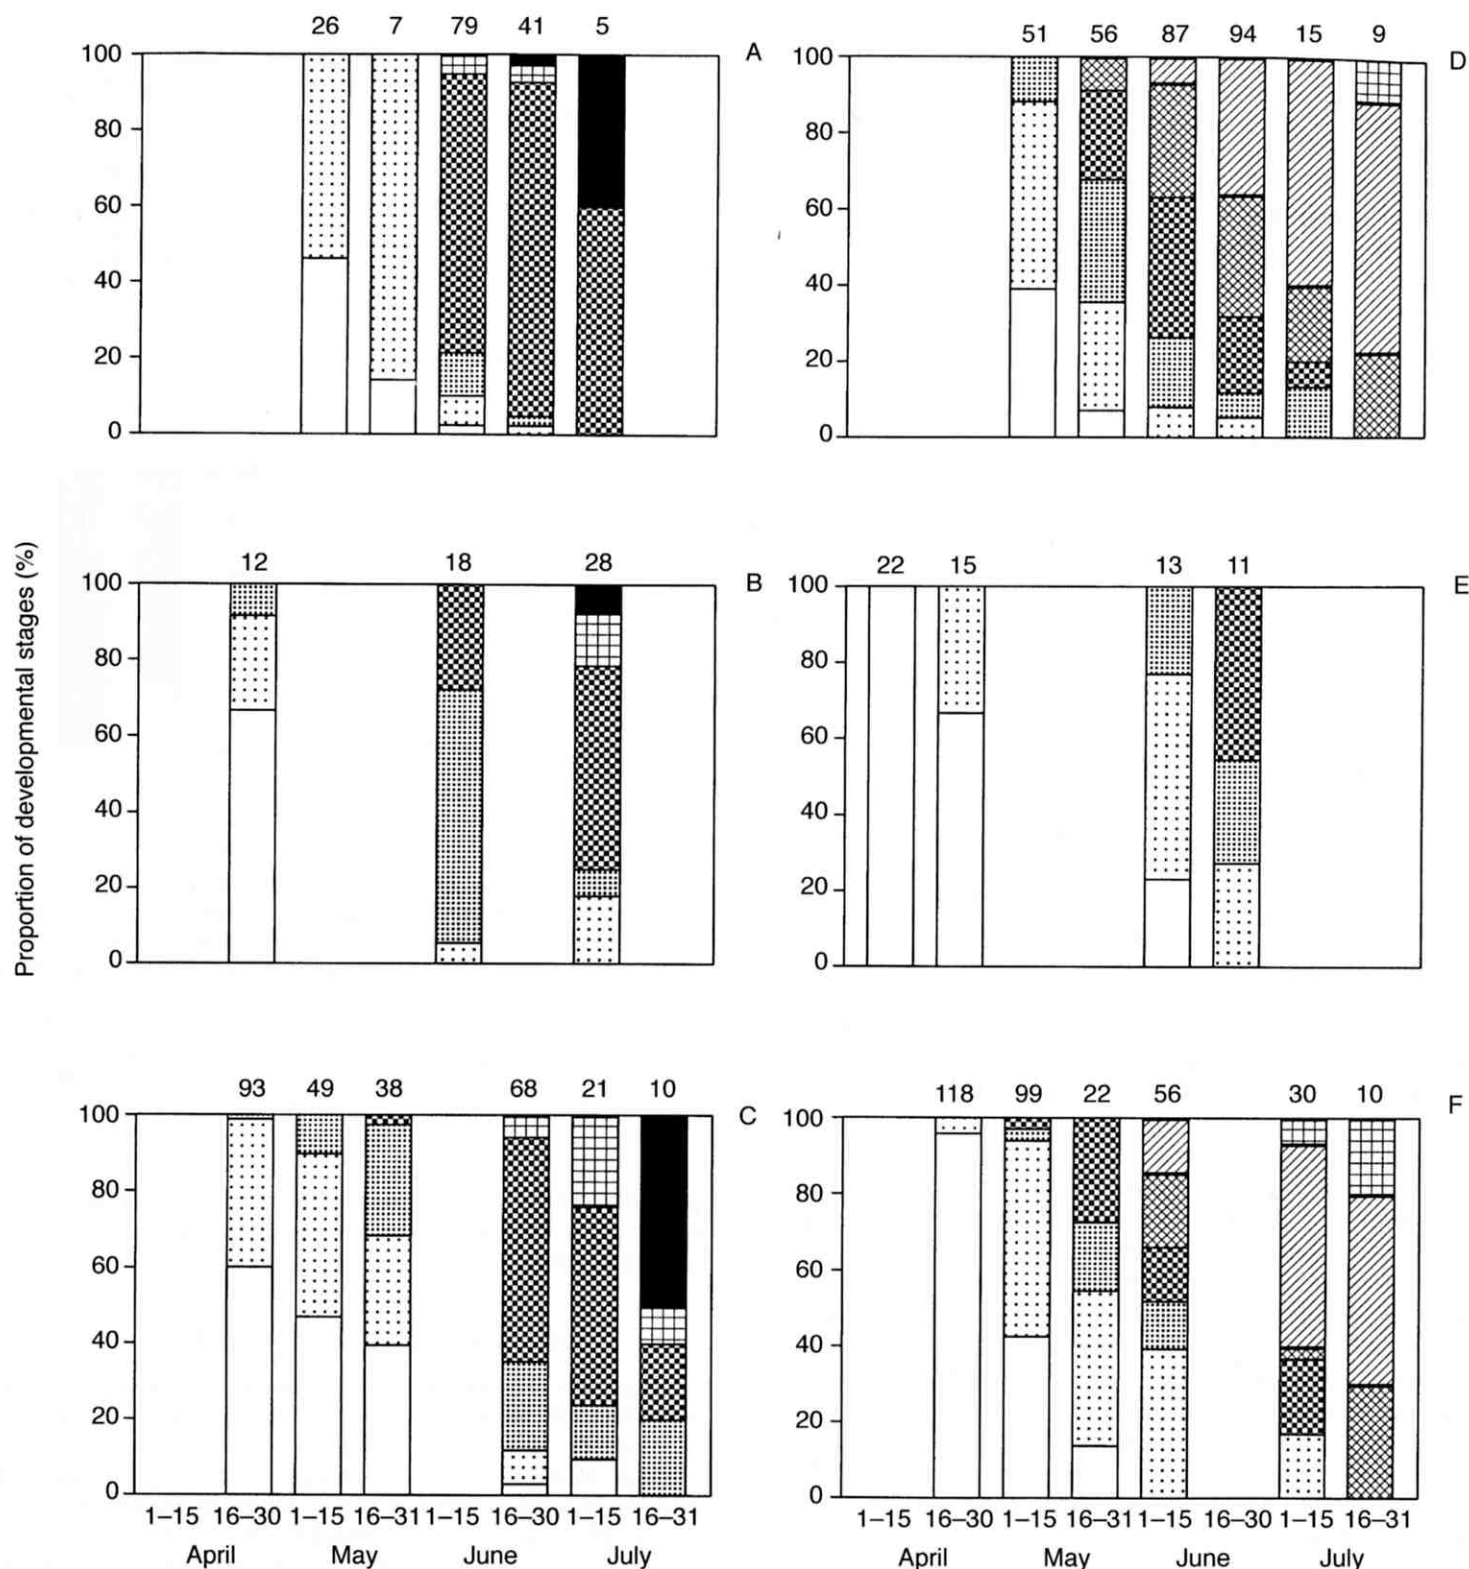 26 7 79 41 5
100 A
80
60
40
20
0
51 56 87 94 15 9
100 D
80
60
40
20
0
Proportion of developmental stages (%)
12 18 28
100 B
80
60
40
20
0
22 15 13 11
100 E
80
60
40
20
0
93 49 38 68 21 10
100 C
80
60
40
20
0
1–15 16–30 1–15 16–31 1–15 16–30 1–15 16–31
April May June July
118 99 22 56 30 10
100 F
80
60
40
20
0
1–15 16–30 1–15 16–31 1–15 16–30 1–15 16–31
April May June July